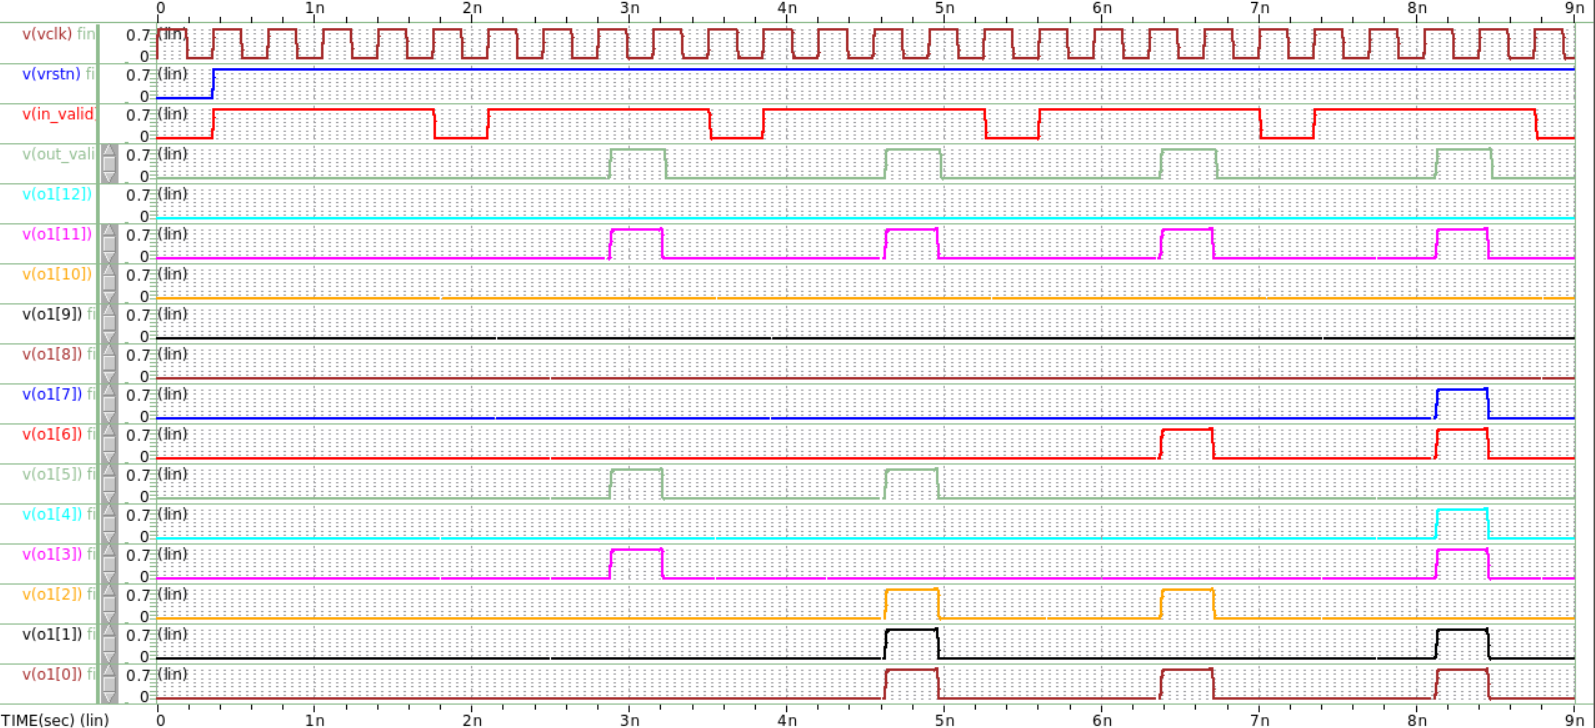 0 1n 2n 3n 4n 5n 6n 7n 8n 9n
v(vclk) fin 0.7 (lin)
0
v(vrstn) fi 0.7 (lin)
0
v(in_valid) 0.7 (lin)
0
v(out_vali 0.7 (lin)
0
v(o1[12]) 0.7 (lin)
0
v(o1[11]) 0.7 (lin)
0
v(o1[10]) 0.7 (lin)
0
v(o1[9]) fi 0.7 (lin)
0
v(o1[8]) fi 0.7 (lin)
0
v(o1[7]) fi 0.7 (lin)
0
v(o1[6]) fi 0.7 (lin)
0
v(o1[5]) fi 0.7 (lin)
0
v(o1[4]) fi 0.7 (lin)
0
v(o1[3]) fi 0.7 (lin)
0
v(o1[2]) fi 0.7 (lin)
0
v(o1[1]) fi 0.7 (lin)
0
v(o1[0]) fi 0.7 (lin)
0
TIME(sec) (lin) 0 1n 2n 3n 4n 5n 6n 7n 8n 9n